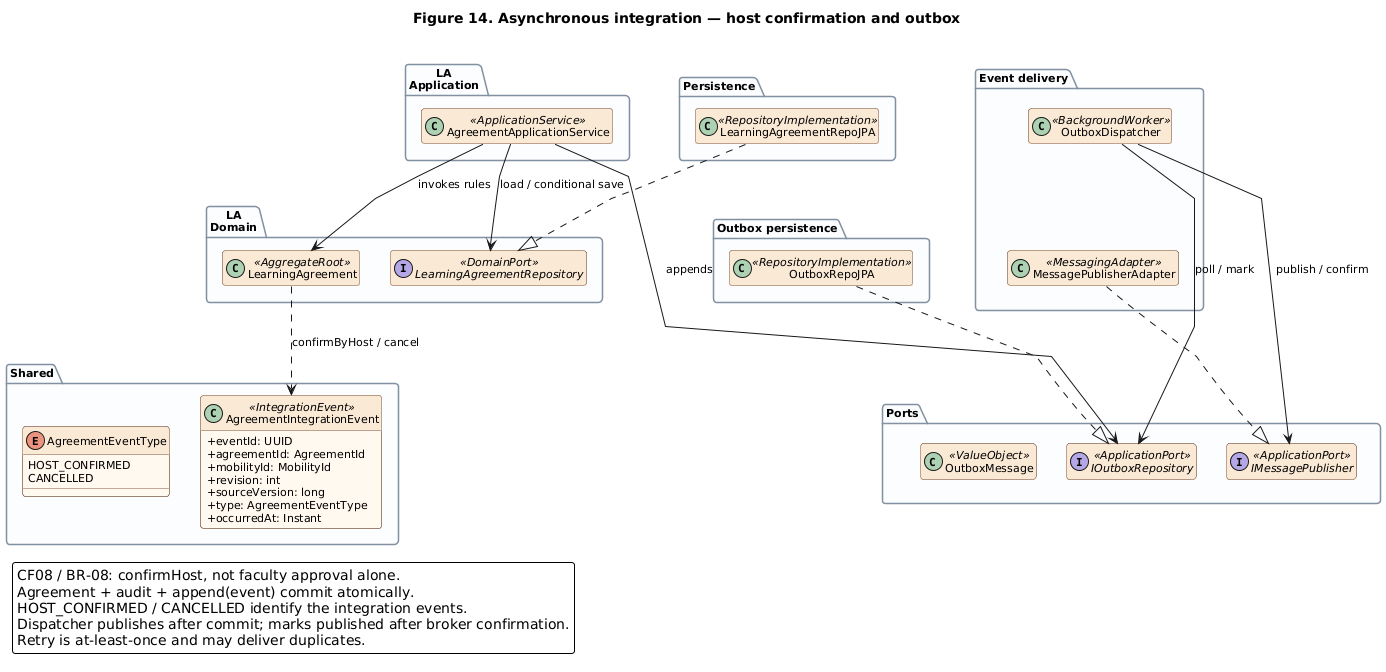 Figure 14. Asynchronous integration — host confirmation and outbox
LA
Application
C
«ApplicationService»
AgreementApplicationService
Persistence
C
«RepositoryImplementation»
LearningAgreementRepoJPA
Event delivery
C
«BackgroundWorker»
OutboxDispatcher
invokes rules
load / conditional save
LA
Domain
C
«AggregateRoot»
LearningAgreement
I
«DomainPort»
LearningAgreementRepository
appends
Outbox persistence
C
«RepositoryImplementation»
OutboxRepoJPA
C
«MessagingAdapter»
MessagePublisherAdapter
poll / mark
publish / confirm
confirmByHost / cancel
Shared
E
AgreementEventType
HOST_CONFIRMED
CANCELLED
C
«IntegrationEvent»
AgreementIntegrationEvent
+eventId: UUID
+agreementId: AgreementId
+mobilityId: MobilityId
+revision: int
+sourceVersion: long
+type: AgreementEventType
+occurredAt: Instant
Ports
C
«ValueObject»
OutboxMessage
I
«ApplicationPort»
IOutboxRepository
I
«ApplicationPort»
IMessagePublisher
CF08 / BR-08: confirmHost, not faculty approval alone.
Agreement + audit + append(event) commit atomically.
HOST_CONFIRMED / CANCELLED identify the integration events.
Dispatcher publishes after commit; marks published after broker confirmation.
Retry is at-least-once and may deliver duplicates.